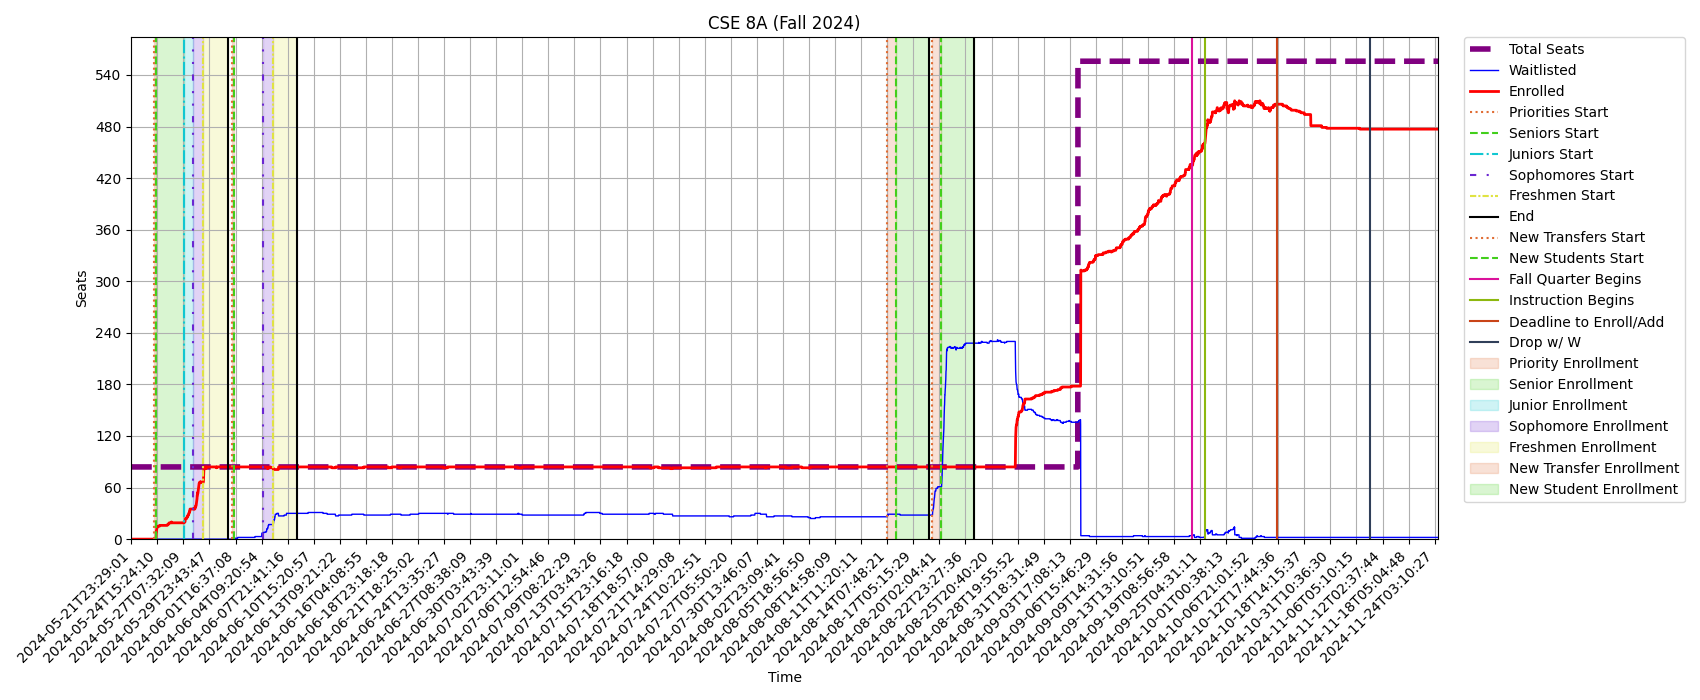 CSE 8A (Fall 2024)
Seats
540
480
420
360
300
240
180
120
60
0
2024-05-21T23:29:01
2024-05-24T15:24:10
2024-05-27T07:32:09
2024-05-29T23:43:47
2024-06-01T16:37:08
2024-06-04T09:20:54
2024-06-07T21:41:16
2024-06-10T15:20:57
2024-06-13T09:21:22
2024-06-16T04:08:55
2024-06-18T23:18:18
2024-06-21T18:25:02
2024-06-24T13:35:27
2024-06-27T08:38:09
2024-06-30T03:43:39
2024-07-02T23:11:01
2024-07-06T12:54:46
2024-07-09T08:22:29
2024-07-13T03:43:26
2024-07-15T23:16:18
2024-07-18T18:57:00
2024-07-21T14:29:08
2024-07-24T10:22:51
2024-07-27T05:50:20
2024-07-30T13:46:07
2024-08-02T23:09:41
2024-08-05T18:56:50
2024-08-08T14:58:09
2024-08-11T11:20:11
2024-08-14T07:48:21
2024-08-17T05:15:29
2024-08-20T02:04:41
2024-08-22T23:27:36
2024-08-25T20:40:20
2024-08-28T19:55:52
2024-08-31T18:31:49
2024-09-03T17:08:13
2024-09-06T15:46:29
2024-09-09T14:31:56
2024-09-13T13:10:51
2024-09-19T08:56:58
2024-09-25T04:31:11
2024-10-01T00:38:13
2024-10-06T21:01:52
2024-10-12T17:44:36
2024-10-18T14:15:37
2024-10-31T10:36:30
2024-11-06T05:10:15
2024-11-12T02:37:44
2024-11-18T05:04:48
2024-11-24T03:10:27
Time
Total Seats
Waitlisted
Enrolled
Priorities Start
Seniors Start
Juniors Start
Sophomores Start
Freshmen Start
End
New Transfers Start
New Students Start
Fall Quarter Begins
Instruction Begins
Deadline to Enroll/Add
Drop w/ W
Priority Enrollment
Senior Enrollment
Junior Enrollment
Sophomore Enrollment
Freshmen Enrollment
New Transfer Enrollment
New Student Enrollment